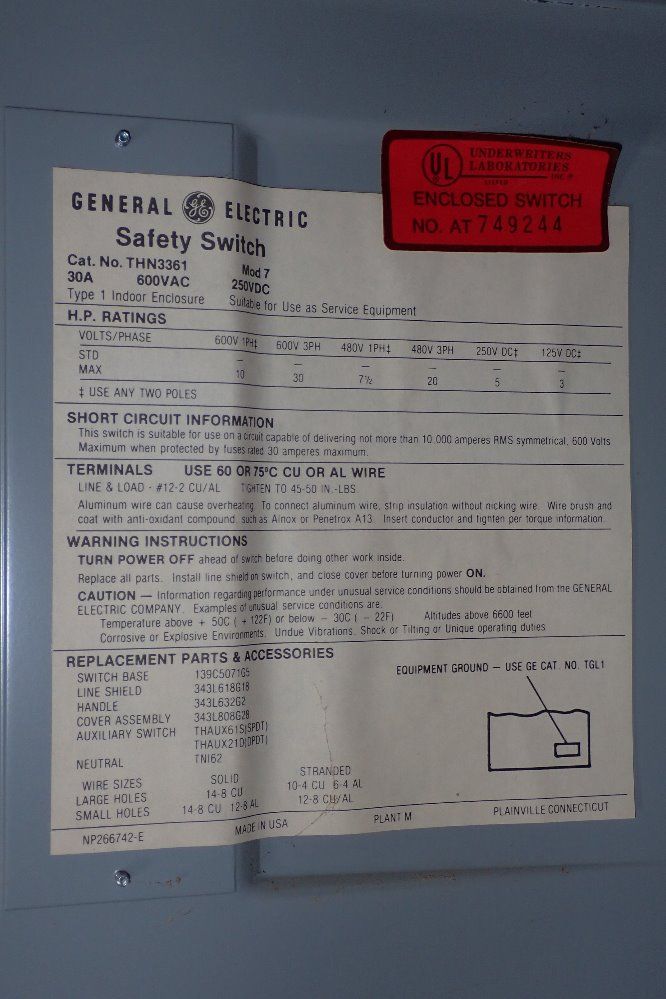 UL UNDERWRITERS
LABORATORIES
INC.®
LISTED
ENCLOSED SWITCH
NO. AT 749244
GENERAL GE ELECTRIC
Safety Switch
Cat. No. THN3361 Mod 7
30A 600VAC 250VDC
Type 1 Indoor Enclosure Suitable for Use as Service Equipment
H.P. RATINGS
VOLTS/PHASE 600V 1PH‡ 600V 3PH 480V 1PH‡ 480V 3PH 250V DC‡ 125V DC‡
STD – – – – – –
MAX 10 30 7½ 20 5 3
‡ USE ANY TWO POLES
SHORT CIRCUIT INFORMATION
This switch is suitable for use on a circuit capable of delivering not more than 10,000 amperes RMS symmetrical, 600 Volts
Maximum when protected by fuses rated 30 amperes maximum.
TERMINALS USE 60 OR 75°C CU OR AL WIRE
LINE & LOAD - #12-2 CU/AL TIGHTEN TO 45-50 IN.-LBS.
Aluminum wire can cause overheating. To connect aluminum wire, strip insulation without nicking wire. Wire brush and
coat with anti-oxidant compound, such as Alnox or Penetrox A13. Insert conductor and tighten per torque information.
WARNING INSTRUCTIONS
TURN POWER OFF ahead of switch before doing other work inside.
Replace all parts. Install line shield on switch, and close cover before turning power ON.
CAUTION — Information regarding performance under unusual service conditions should be obtained from the GENERAL
ELECTRIC COMPANY. Examples of unusual service conditions are:
Temperature above + 50C ( + 122F) or below – 30C ( – 22F) Altitudes above 6600 feet
Corrosive or Explosive Environments, Undue Vibrations, Shock or Tilting or Unique operating duties
REPLACEMENT PARTS & ACCESSORIES
SWITCH BASE 139C5071G5
LINE SHIELD 343L618G18
HANDLE 343L632G2
COVER ASSEMBLY 343L808G28
AUXILIARY SWITCH THAUX61S(SPDT)
THAUX21D(DPDT)
NEUTRAL TNI62
EQUIPMENT GROUND — USE GE CAT. NO. TGL1
WIRE SIZES SOLID STRANDED
LARGE HOLES 14-8 CU 10-4 CU 6-4 AL
SMALL HOLES 14-8 CU 12-8 AL 12-8 CU/AL
NP266742-E MADE IN USA PLANT M PLAINVILLE CONNECTICUT